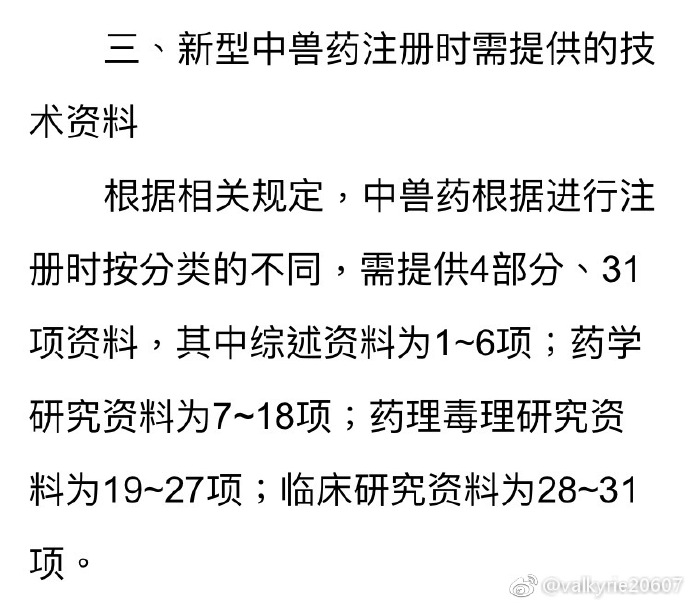 三、新型中兽药注册时需提供的技
术资料
根据相关规定，中兽药根据进行注
册时按分类的不同，需提供4部分、31
项资料，其中综述资料为1~6项；药学
研究资料为7~18项；药理毒理研究资
料为19~27项；临床研究资料为28~31
项。
@valkyrie20607